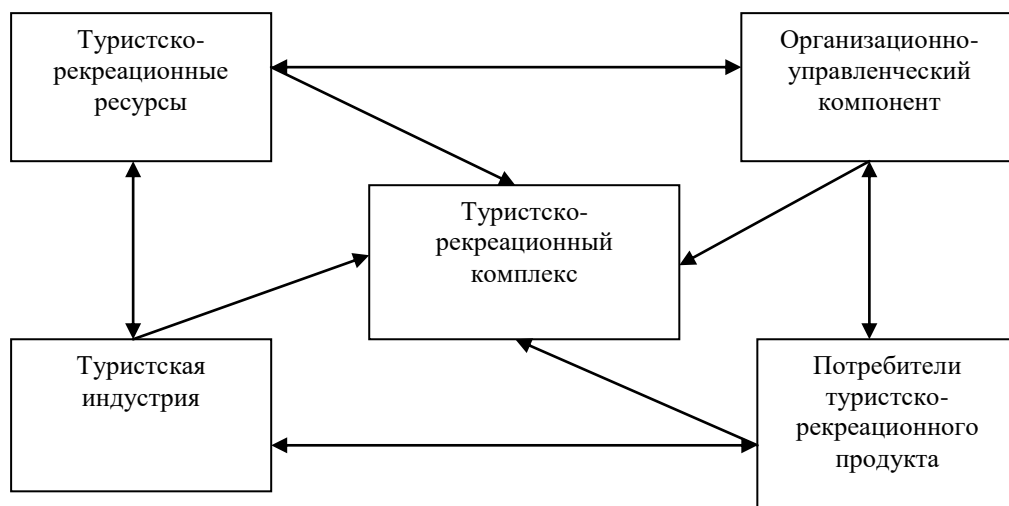 Туристско-
рекреационные
ресурсы
Организационно-
управленческий
компонент
Туристско-
рекреационный
комплекс
Туристская
индустрия
Потребители
туристско-
рекреационного
продукта